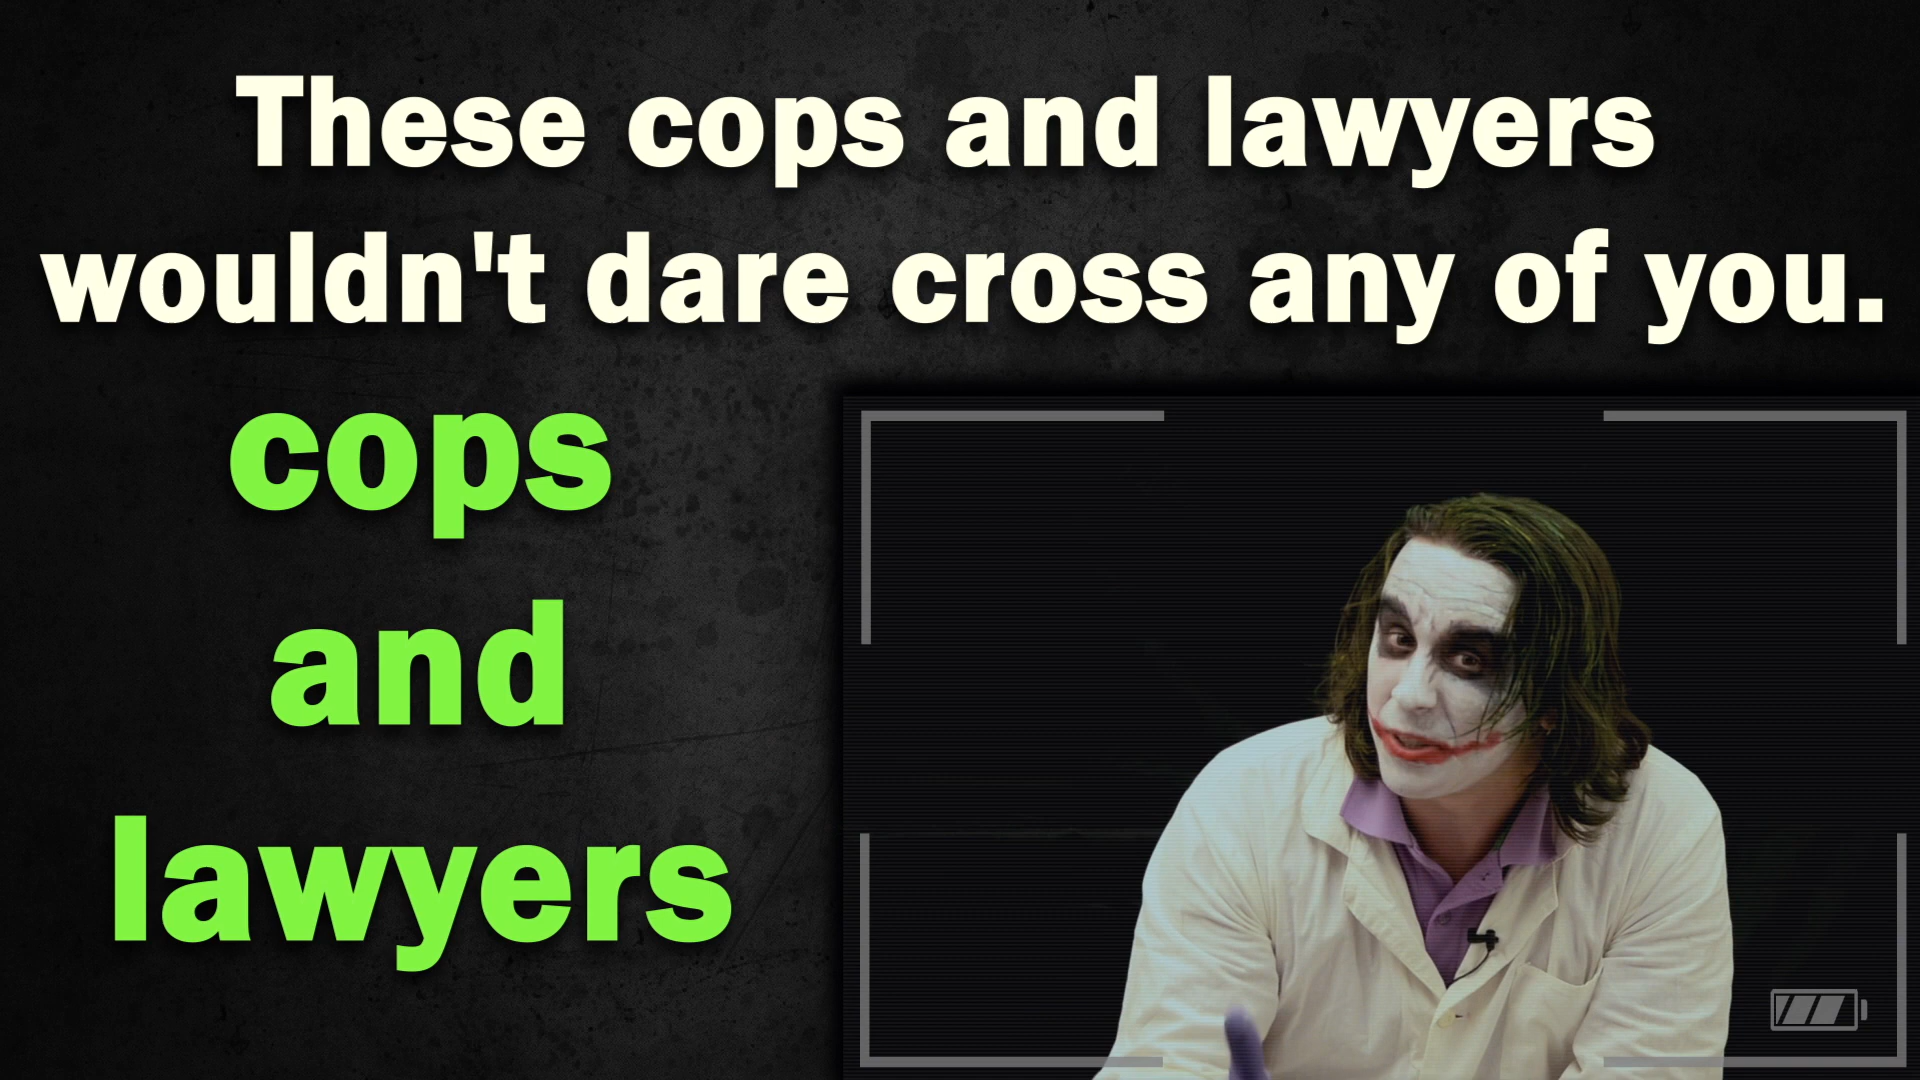 These cops and lawyers
wouldn't dare cross any of you.
cops
and
lawyers